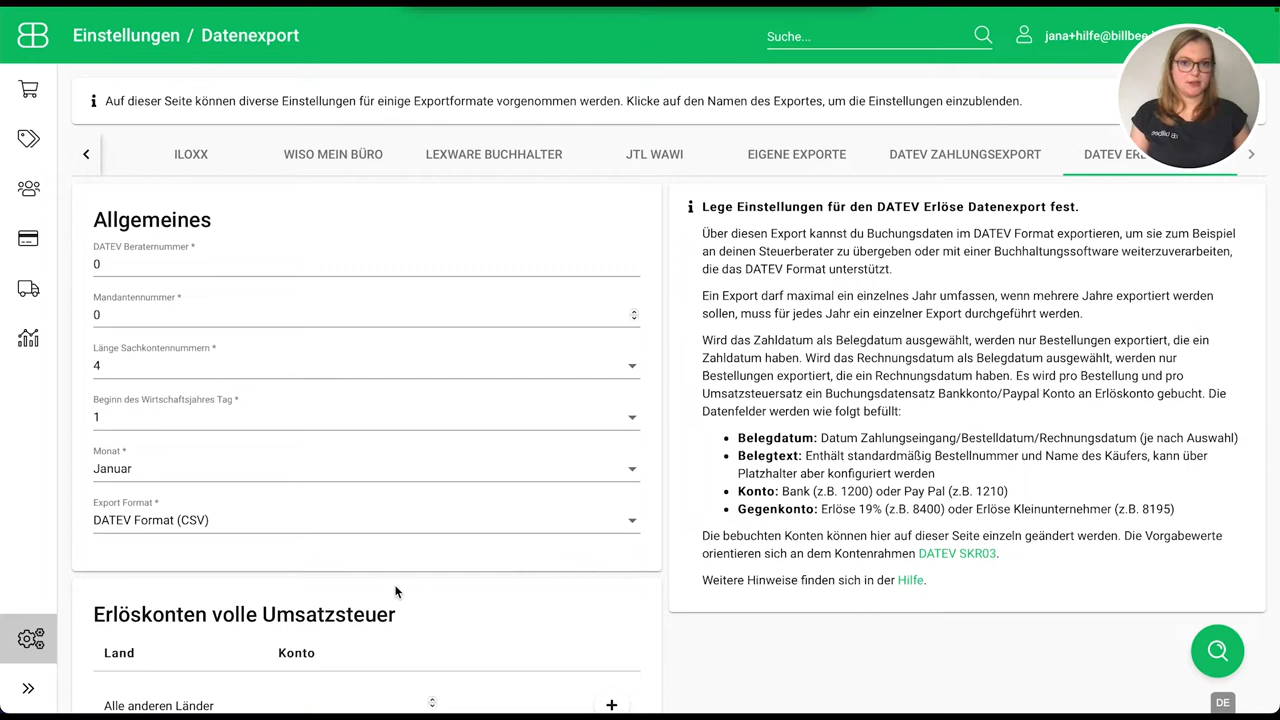 Einstellungen / Datenexport
Suche...
jana+hilfe@billbee.
Auf dieser Seite können diverse Einstellungen für einige Exportformate vorgenommen werden. Klicke auf den Namen des Exportes, um die Einstellungen einzublenden.
ILOXX WISO MEIN BÜRO LEXWARE BUCHHALTER JTL WAWI EIGENE EXPORTE DATEV ZAHLUNGSEXPORT DATEV
Allgemeines
DATEV Beraternummer *
0
Mandantennummer *
0
Länge Sachkontennummern *
4
Beginn des Wirtschaftsjahres Tag *
1
Monat *
Januar
Export Format *
DATEV Format (CSV)
Erlöskonten volle Umsatzsteuer
Land Konto
Alle anderen Länder
Lege Einstellungen für den DATEV Erlöse Datenexport fest.
Über diesen Export kannst du Buchungsdaten im DATEV Format exportieren, um sie zum Beispiel
an deinen Steuerberater zu übergeben oder mit einer Buchhaltungssoftware weiterzuverarbeiten,
die das DATEV Format unterstützt.
Ein Export darf maximal ein einzelnes Jahr umfassen, wenn mehrere Jahre exportiert werden
sollen, muss für jedes Jahr ein einzelner Export durchgeführt werden.
Wird das Zahldatum als Belegdatum ausgewählt, werden nur Bestellungen exportiert, die ein
Zahldatum haben. Wird das Rechnungsdatum als Belegdatum ausgewählt, werden nur
Bestellungen exportiert, die ein Rechnungsdatum haben. Es wird pro Bestellung und pro
Umsatzsteuersatz ein Buchungsdatensatz Bankkonto/Paypal Konto an Erlöskonto gebucht. Die
Datenfelder werden wie folgt befüllt:
• Belegdatum: Datum Zahlungseingang/Bestelldatum/Rechnungsdatum (je nach Auswahl)
• Belegtext: Enthält standardmäßig Bestellnummer und Name des Käufers, kann über
Platzhalter aber konfiguriert werden
• Konto: Bank (z.B. 1200) oder Pay Pal (z.B. 1210)
• Gegenkonto: Erlöse 19% (z.B. 8400) oder Erlöse Kleinunternehmer (z.B. 8195)
Die bebuchten Konten können hier auf dieser Seite einzeln geändert werden. Die Vorgabewerte
orientieren sich an dem Kontenrahmen DATEV SKR03.
Weitere Hinweise finden sich in der Hilfe.
DE